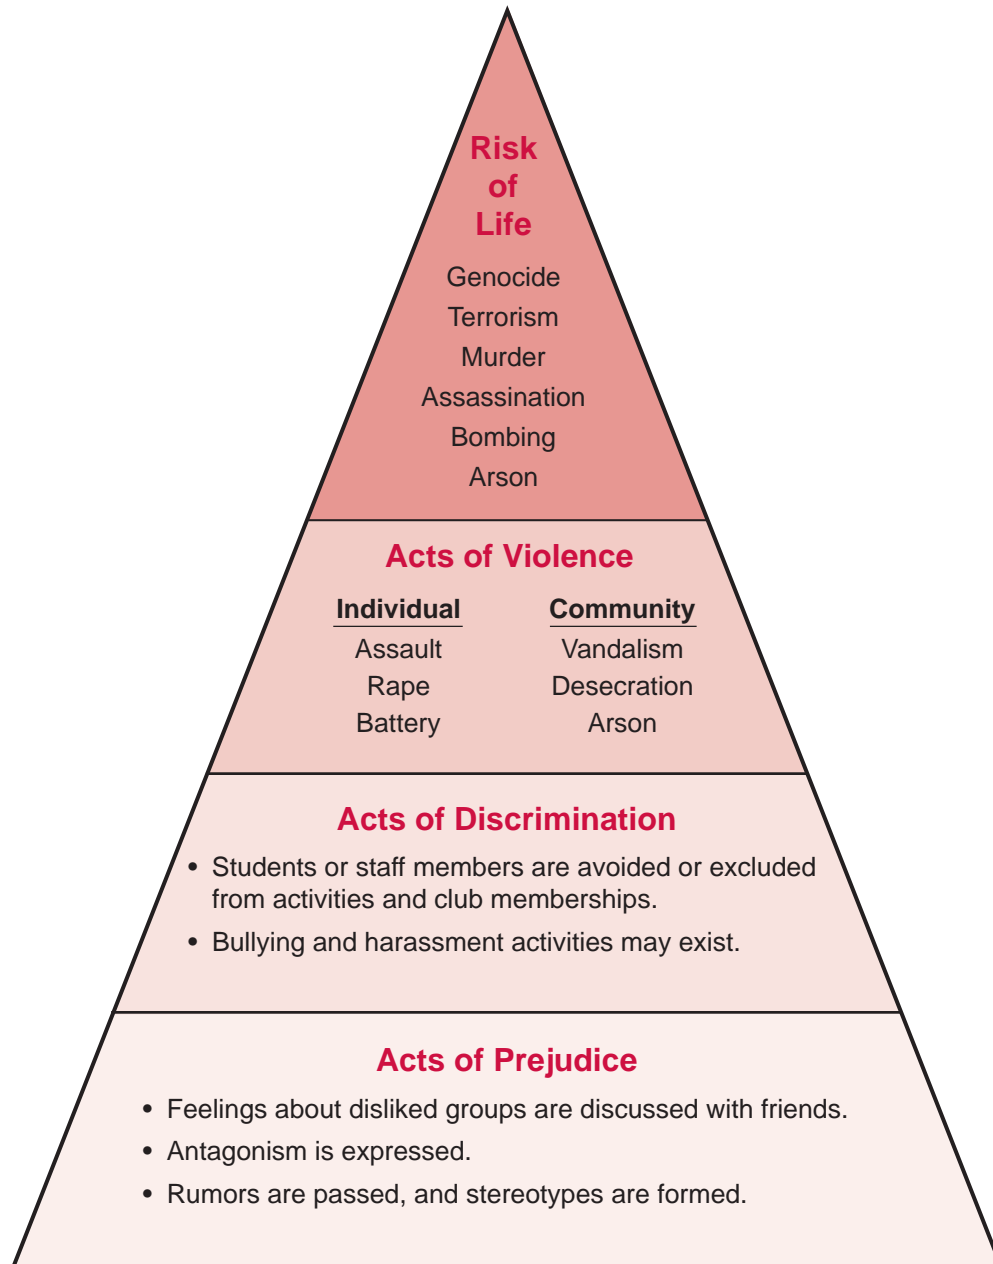 Risk
of
Life
Genocide
Terrorism
Murder
Assassination
Bombing
Arson
Acts of Violence
Individual
Assault
Rape
Battery
Community
Vandalism
Desecration
Arson
Acts of Discrimination
• Students or staff members are avoided or excluded
from activities and club memberships.
• Bullying and harassment activities may exist.
Acts of Prejudice
• Feelings about disliked groups are discussed with friends.
• Antagonism is expressed.
• Rumors are passed, and stereotypes are formed.